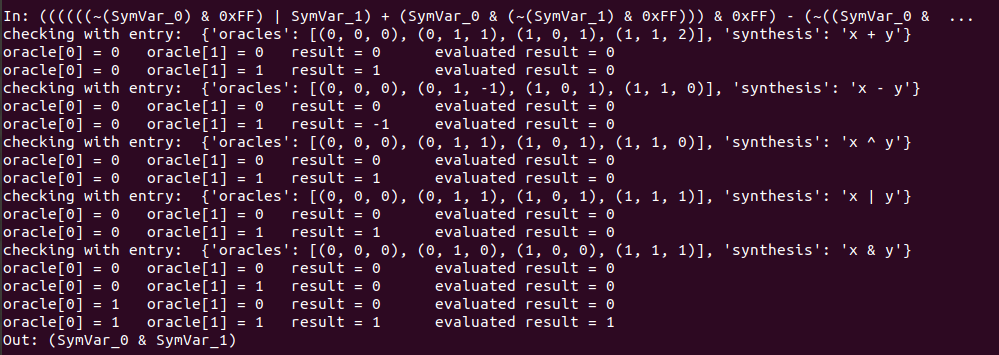 In: ((((((~(SymVar_0) & 0xFF) | SymVar_1) + (SymVar_0 & (~(SymVar_1) & 0xFF))) & 0xFF) - (~((SymVar_0 & ...
checking with entry: {'oracles': [(0, 0, 0), (0, 1, 1), (1, 0, 1), (1, 1, 2)], 'synthesis': 'x + y'}
oracle[0] = 0 oracle[1] = 0 result = 0 evaluated result = 0
oracle[0] = 0 oracle[1] = 1 result = 1 evaluated result = 0
checking with entry: {'oracles': [(0, 0, 0), (0, 1, -1), (1, 0, 1), (1, 1, 0)], 'synthesis': 'x - y'}
oracle[0] = 0 oracle[1] = 0 result = 0 evaluated result = 0
oracle[0] = 0 oracle[1] = 1 result = -1 evaluated result = 0
checking with entry: {'oracles': [(0, 0, 0), (0, 1, 1), (1, 0, 1), (1, 1, 0)], 'synthesis': 'x ^ y'}
oracle[0] = 0 oracle[1] = 0 result = 0 evaluated result = 0
oracle[0] = 0 oracle[1] = 1 result = 1 evaluated result = 0
checking with entry: {'oracles': [(0, 0, 0), (0, 1, 1), (1, 0, 1), (1, 1, 1)], 'synthesis': 'x | y'}
oracle[0] = 0 oracle[1] = 0 result = 0 evaluated result = 0
oracle[0] = 0 oracle[1] = 1 result = 1 evaluated result = 0
checking with entry: {'oracles': [(0, 0, 0), (0, 1, 0), (1, 0, 0), (1, 1, 1)], 'synthesis': 'x & y'}
oracle[0] = 0 oracle[1] = 0 result = 0 evaluated result = 0
oracle[0] = 0 oracle[1] = 1 result = 0 evaluated result = 0
oracle[0] = 1 oracle[1] = 0 result = 0 evaluated result = 0
oracle[0] = 1 oracle[1] = 1 result = 1 evaluated result = 1
Out: (SymVar_0 & SymVar_1)